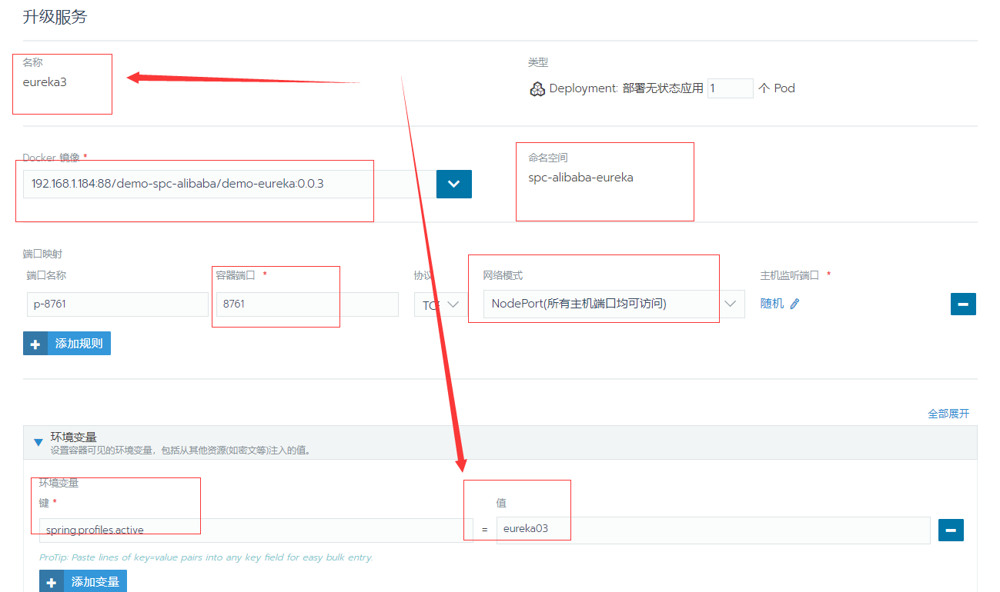 升级服务
名称
eureka3
类型
Deployment: 部署无状态应用 1 个 Pod
Docker 镜像 *
192.168.1.184:88/demo-spc-alibaba/demo-eureka:0.0.3
命名空间
spc-alibaba-eureka
端口映射
端口名称 容器端口 * 协议 网络模式 主机监听端口 *
p-8761 8761 NodePort(所有主机端口均可访问) 随机
添加规则
全部展开
环境变量
设置容器可见的环境变量，包括从其他资源(如密文等)注入的值。
环境变量
键 * 值
spring.profiles.active = eureka03
ProTip: Paste lines of key=value pairs into any key field for easy bulk entry.
添加变量